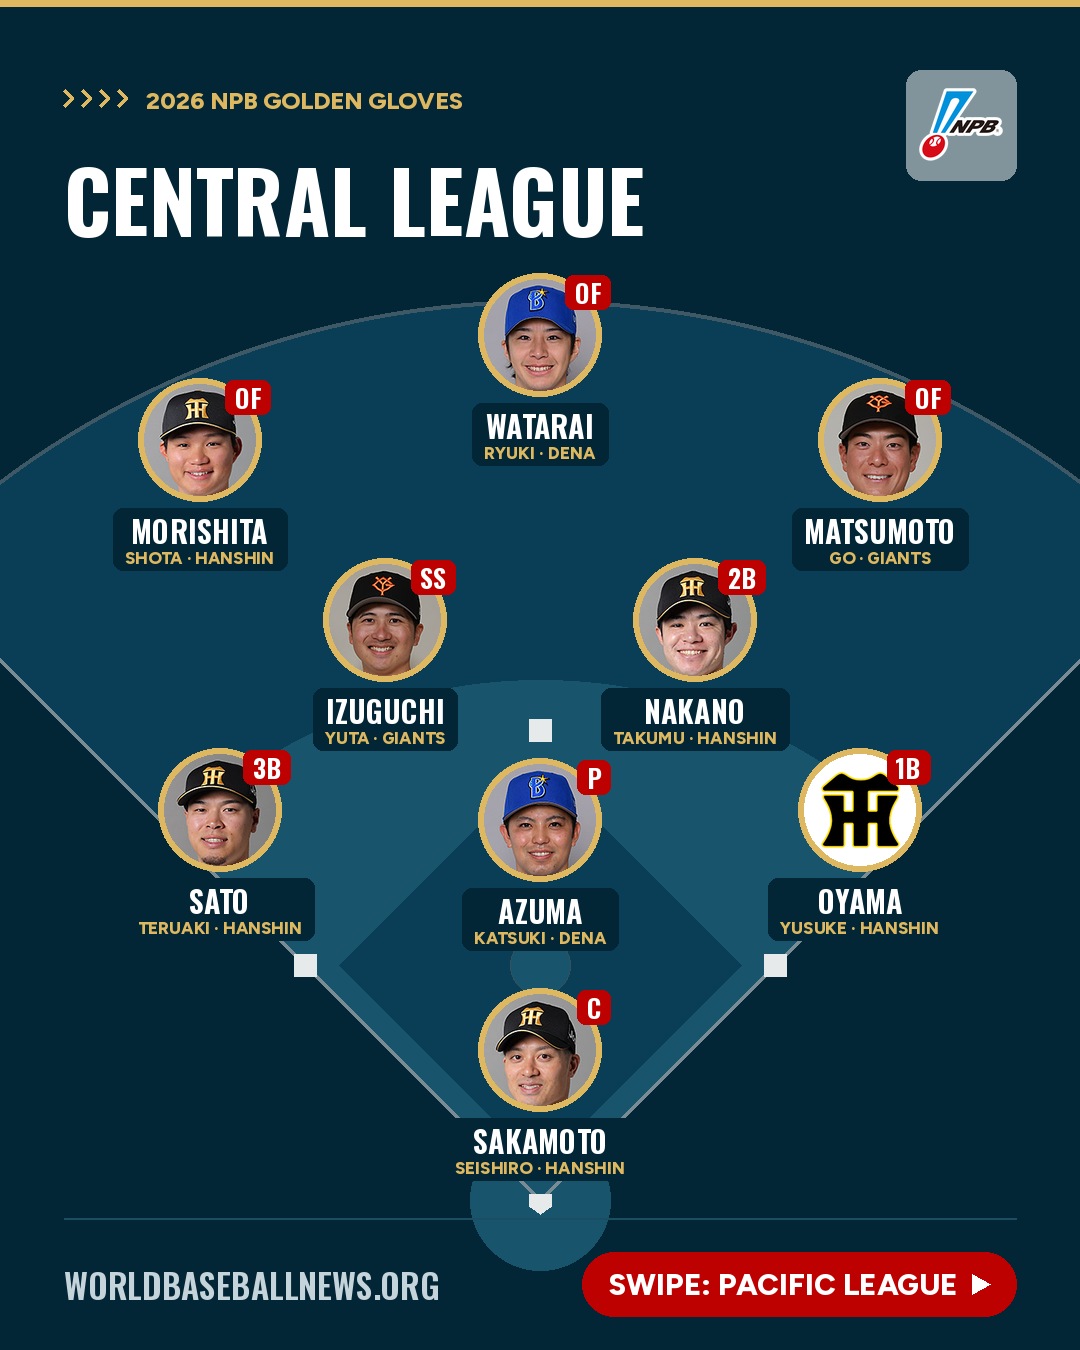 >>>> 2026 NPB GOLDEN GLOVES
NPB
CENTRAL LEAGUE
OF
WATARAI
RYUKI · DENA
OF
MORISHITA
SHOTA · HANSHIN
OF
MATSUMOTO
GO · GIANTS
SS
IZUGUCHI
YUTA · GIANTS
2B
NAKANO
TAKUMU · HANSHIN
3B
SATO
TERUAKI · HANSHIN
P
AZUMA
KATSUKI · DENA
1B
OYAMA
YUSUKE · HANSHIN
C
SAKAMOTO
SEISHIRO · HANSHIN
WORLDBASEBALLNEWS.ORG
SWIPE: PACIFIC LEAGUE ▶